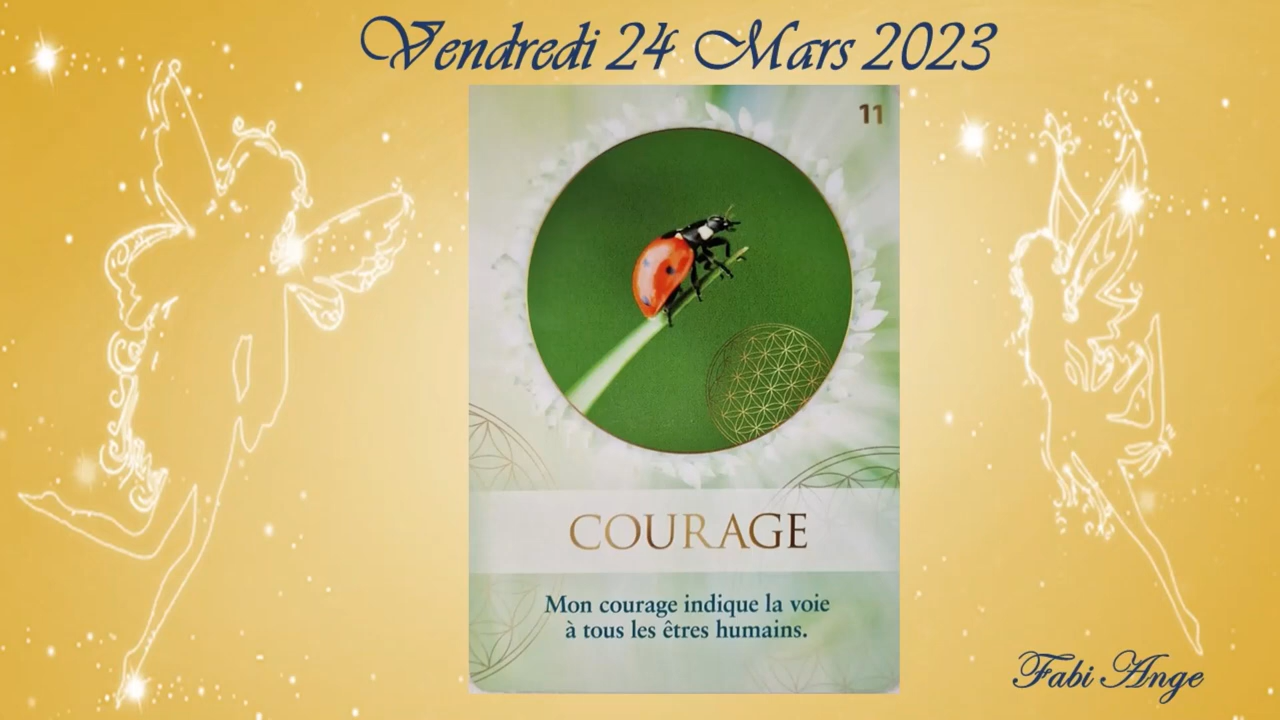 Vendredi 24 Mars 2023
11
COURAGE
Mon courage indique la voie
à tous les êtres humains.
Fabi Ange